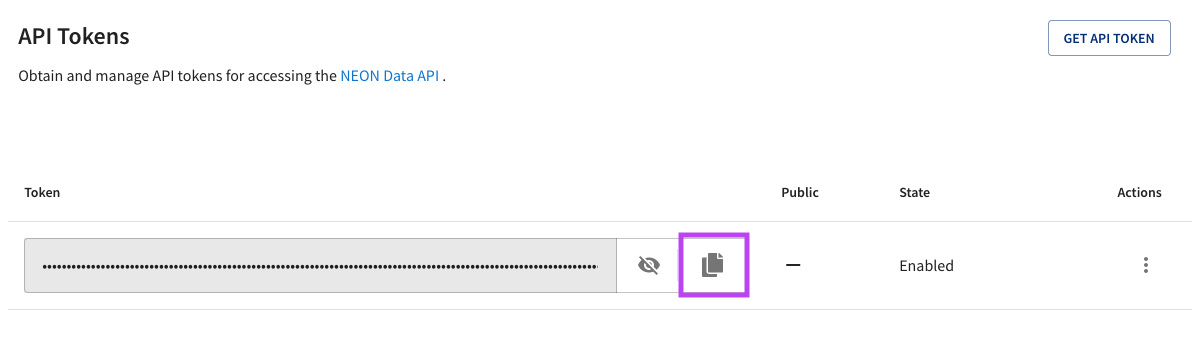 API Tokens
GET API TOKEN
Obtain and manage API tokens for accessing the NEON Data API .
Token Public State Actions
Enabled